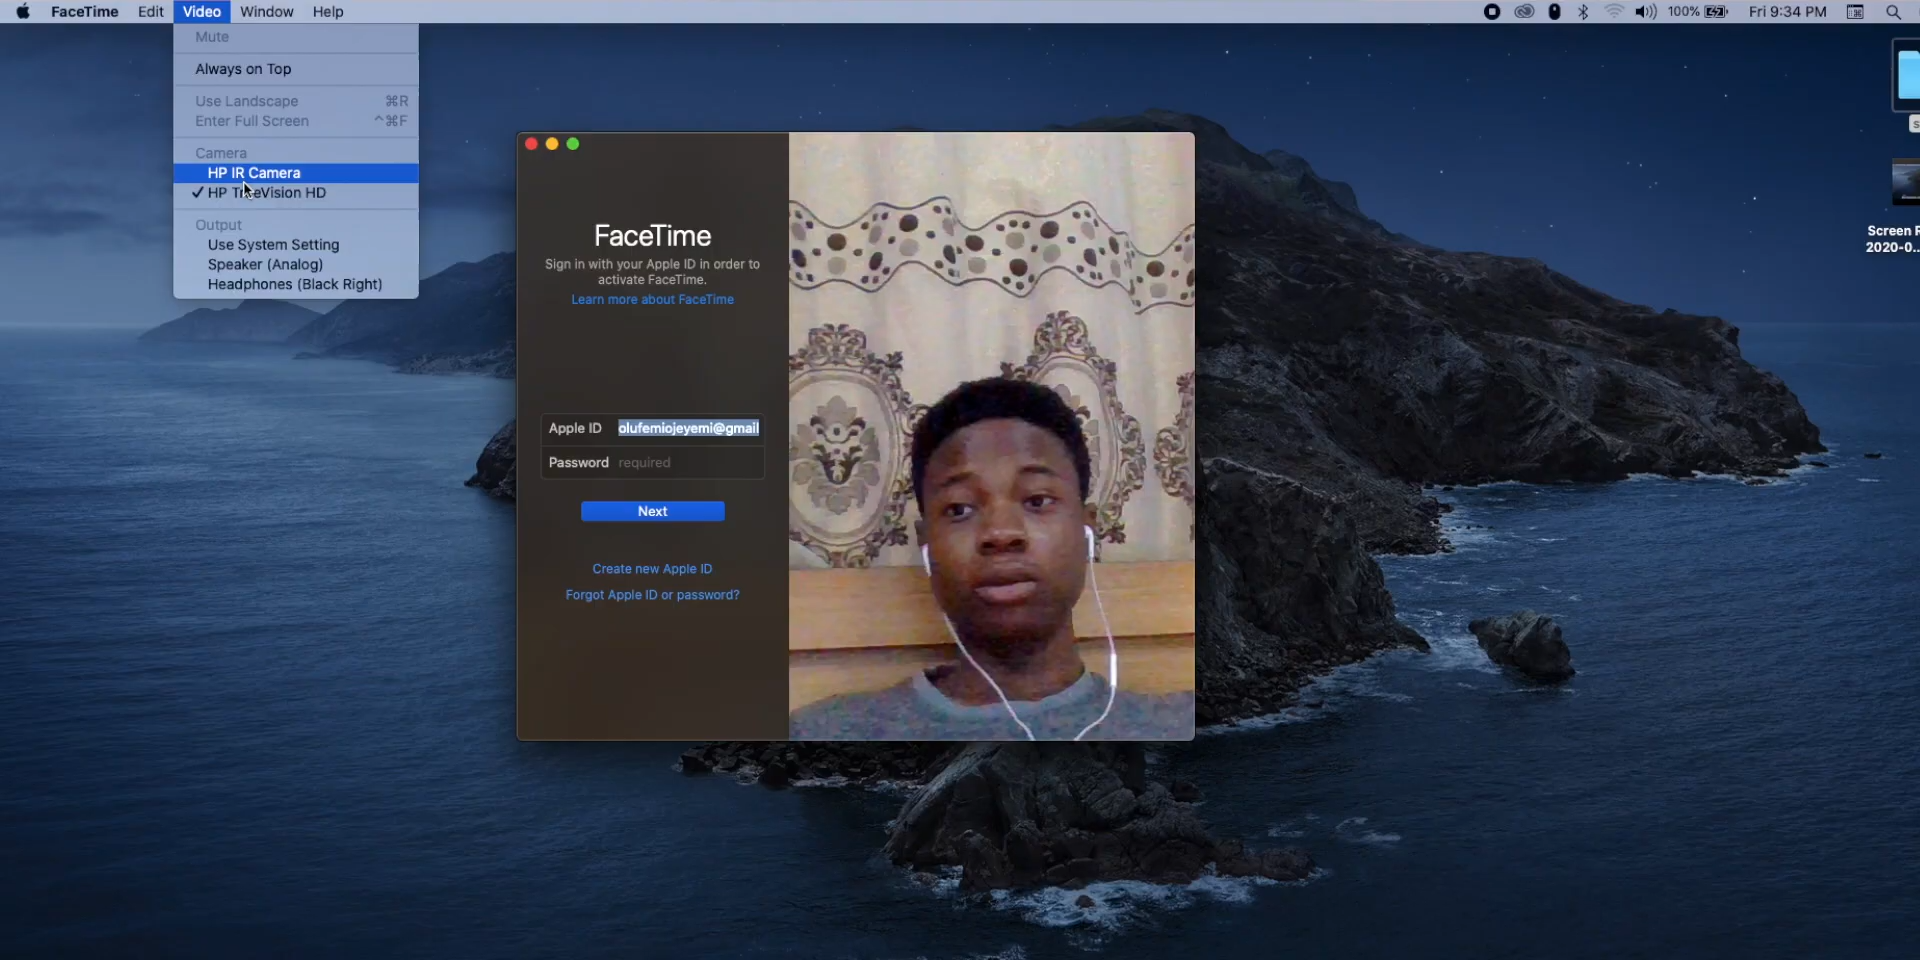 FaceTime Edit Video Window Help
100% Fri 9:34 PM
Mute
Always on Top
Use Landscape ⌘R
Enter Full Screen ^⌘F
Camera
HP IR Camera
✓ HP TrueVision HD
Output
Use System Setting
Speaker (Analog)
Headphones (Black Right)
FaceTime
Sign in with your Apple ID in order to
activate FaceTime.
Learn more about FaceTime
Apple ID olufemiojeyemi@gmail
Password required
Next
Create new Apple ID
Forgot Apple ID or password?
s
Screen R
2020-0...